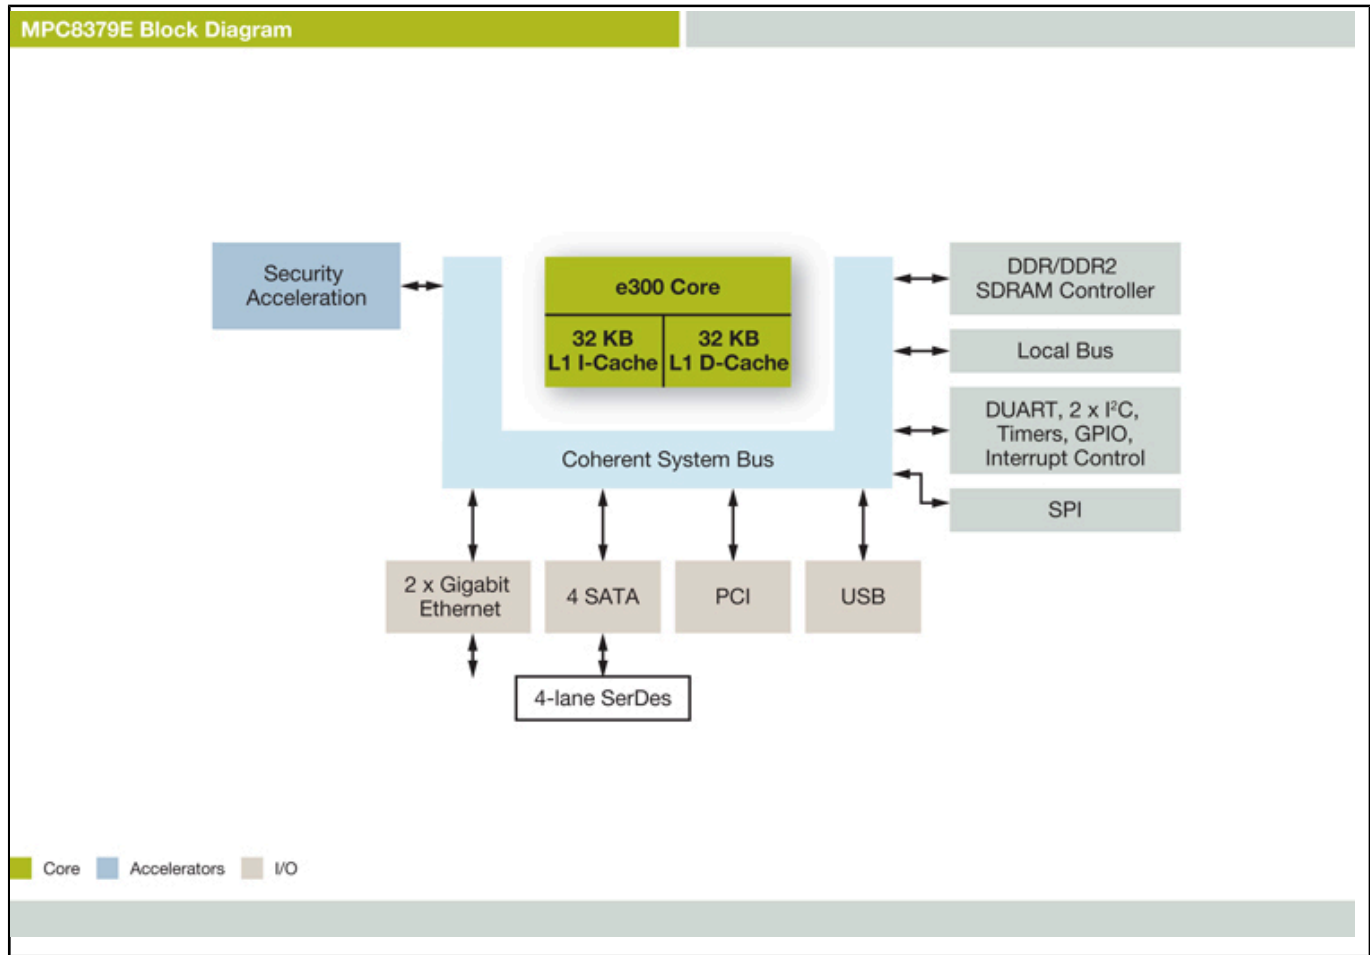 MPC8379E Block Diagram
Security
Acceleration
e300 Core
32 KB
L1 I-Cache
32 KB
L1 D-Cache
Coherent System Bus
DDR/DDR2
SDRAM Controller
Local Bus
DUART, 2 x I²C,
Timers, GPIO,
Interrupt Control
SPI
2 x Gigabit
Ethernet
4 SATA
PCI
USB
4-lane SerDes
Core
Accelerators
I/O